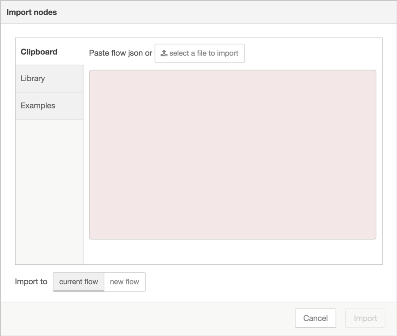 Import nodes
Clipboard
Paste flow json or select a file to import
Library
Examples
Import to current flow new flow
Cancel Import